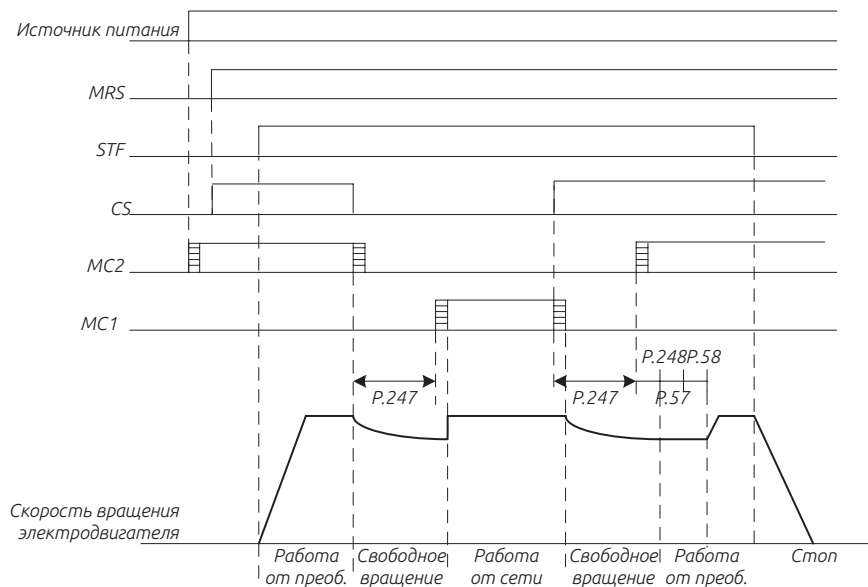 Источник питания
MRS
STF
CS
MC2
MC1
P.248 P.58
P.247
P.247
P.57
Скорость вращения
электродвигателя
Работа
от преоб.
Свободное
вращение
Работа
от сети
Свободное
вращение
Работа
от преоб.
Стоп